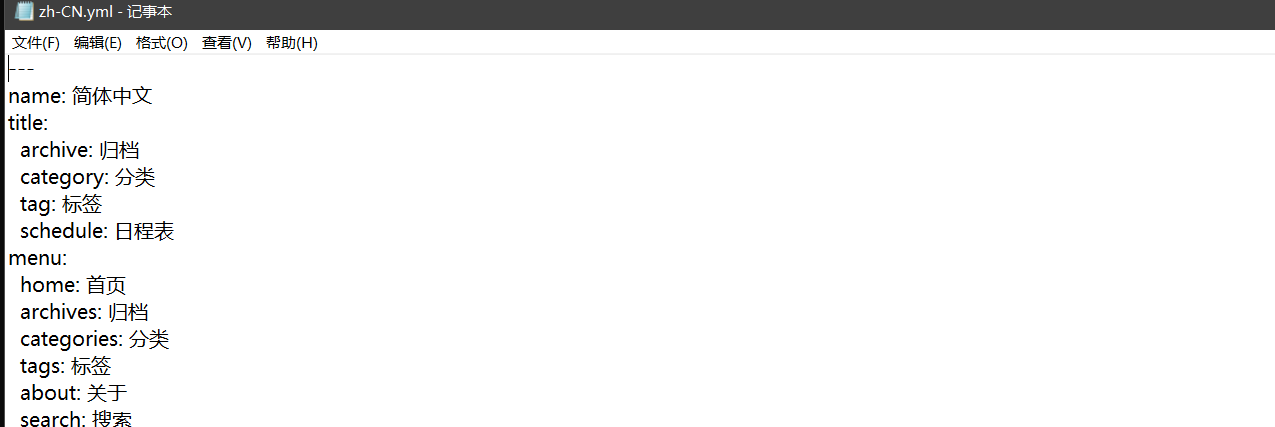 zh-CN.yml - 记事本
文件(F) 编辑(E) 格式(O) 查看(V) 帮助(H)
---
name: 简体中文
title:
  archive: 归档
  category: 分类
  tag: 标签
  schedule: 日程表
menu:
  home: 首页
  archives: 归档
  categories: 分类
  tags: 标签
  about: 关于
  search: 搜索